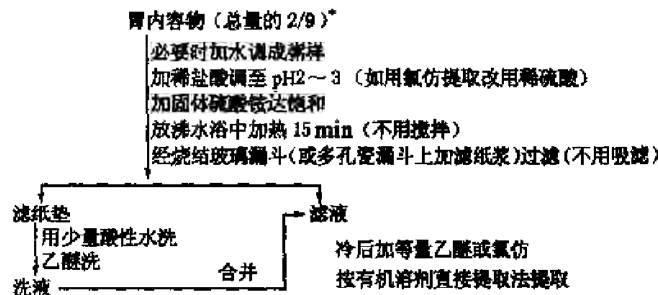 胃内容物(总量的 2/9)*
必要时加水调成粥样
加稀盐酸调至 pH2~3 (如用氯仿提取改用稀硫酸)
加固体硫酸铵达饱和
放沸水浴中加热 15 min (不用搅拌)
经烧结玻璃漏斗(或多孔瓷漏斗上加滤纸浆)过滤(不用吸滤)
滤纸垫
滤液
用少量酸性水洗
乙醚洗
冷后加等量乙醚或氯仿
洗液
合并
按有机溶剂直接提取法提取